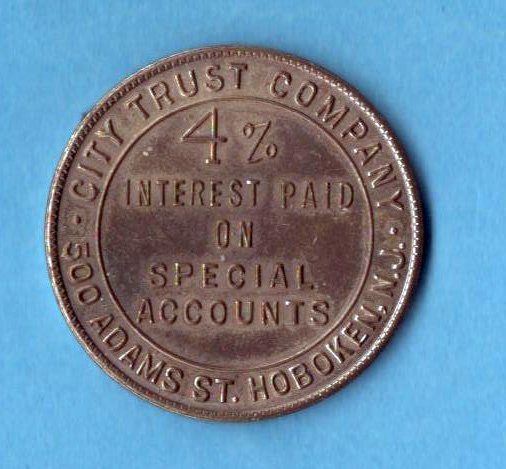 · CITY TRUST COMPANY ·
500 ADAMS ST. HOBOKEN, N.J.
4%
INTEREST PAID
ON
SPECIAL
ACCOUNTS